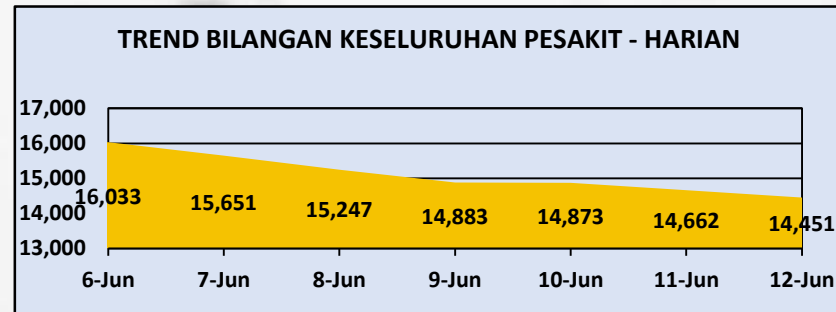 TREND BILANGAN KESELURUHAN PESAKIT - HARIAN
17,000
16,000
15,000
14,000
13,000
16,033 15,651 15,247 14,883 14,873 14,662 14,451
6-Jun 7-Jun 8-Jun 9-Jun 10-Jun 11-Jun 12-Jun